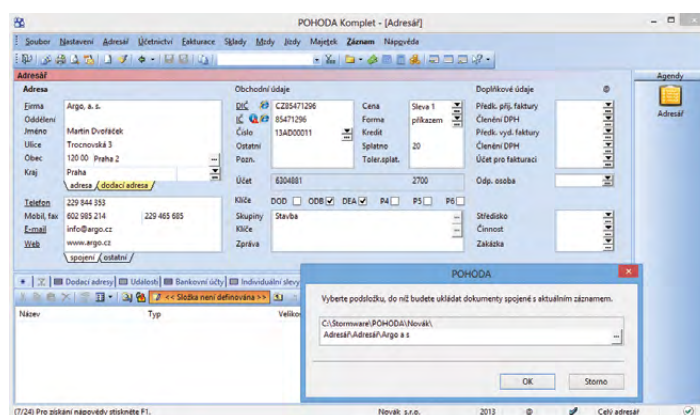 POHODA Komplet - [Adresář]
Soubor Nastavení Adresář Účetnictví Fakturace Sklady Mzdy Jízdy Majetek Záznam Nápověda
Adresář
Agendy
Adresář
Adresa
Firma Argo, a. s.
Oddělení
Jméno Martin Dvořáček
Ulice Trocnovská 3
Obec 120 00 Praha 2
Kraj Praha
adresa dodací adresa
Telefon 229 844 353
Mobil, fax 602 985 214 229 465 685
E-mail info@argo.cz
Web www.argo.cz
spojení ostatní
Obchodní údaje
DIČ CZ85471296 Cena Sleva 1
IČ 85471296 Forma příkazem
Číslo 13AD00011 Kredit
Ostatní Splatno 20
Pozn. Toler.splat.
Účet 6304881 2700
Klíče DOD ODB DEA P4 P5 P6
Skupiny Stavba
Klíče
Zpráva
Doplňkové údaje @
Předk. přij. faktury
Členění DPH
Předk. vyd. faktury
Členění DPH
Účet pro fakturaci
Odp. osoba
Středisko
Činnost
Zakázka
Dodací adresy Události Bankovní účty Individuální slevy
<< Složka není definována >>
Název Typ Velikos
POHODA
Vyberte podsložku, do níž budete ukládat dokumenty spojené s aktuálním záznamem.
C:\Stormware\POHODA\Novák\
Adresář\Adresář\Argo a s
OK Storno
(7/24) Pro získání nápovědy stiskněte F1. Novák s.r.o. 2013 @ Celý adresář